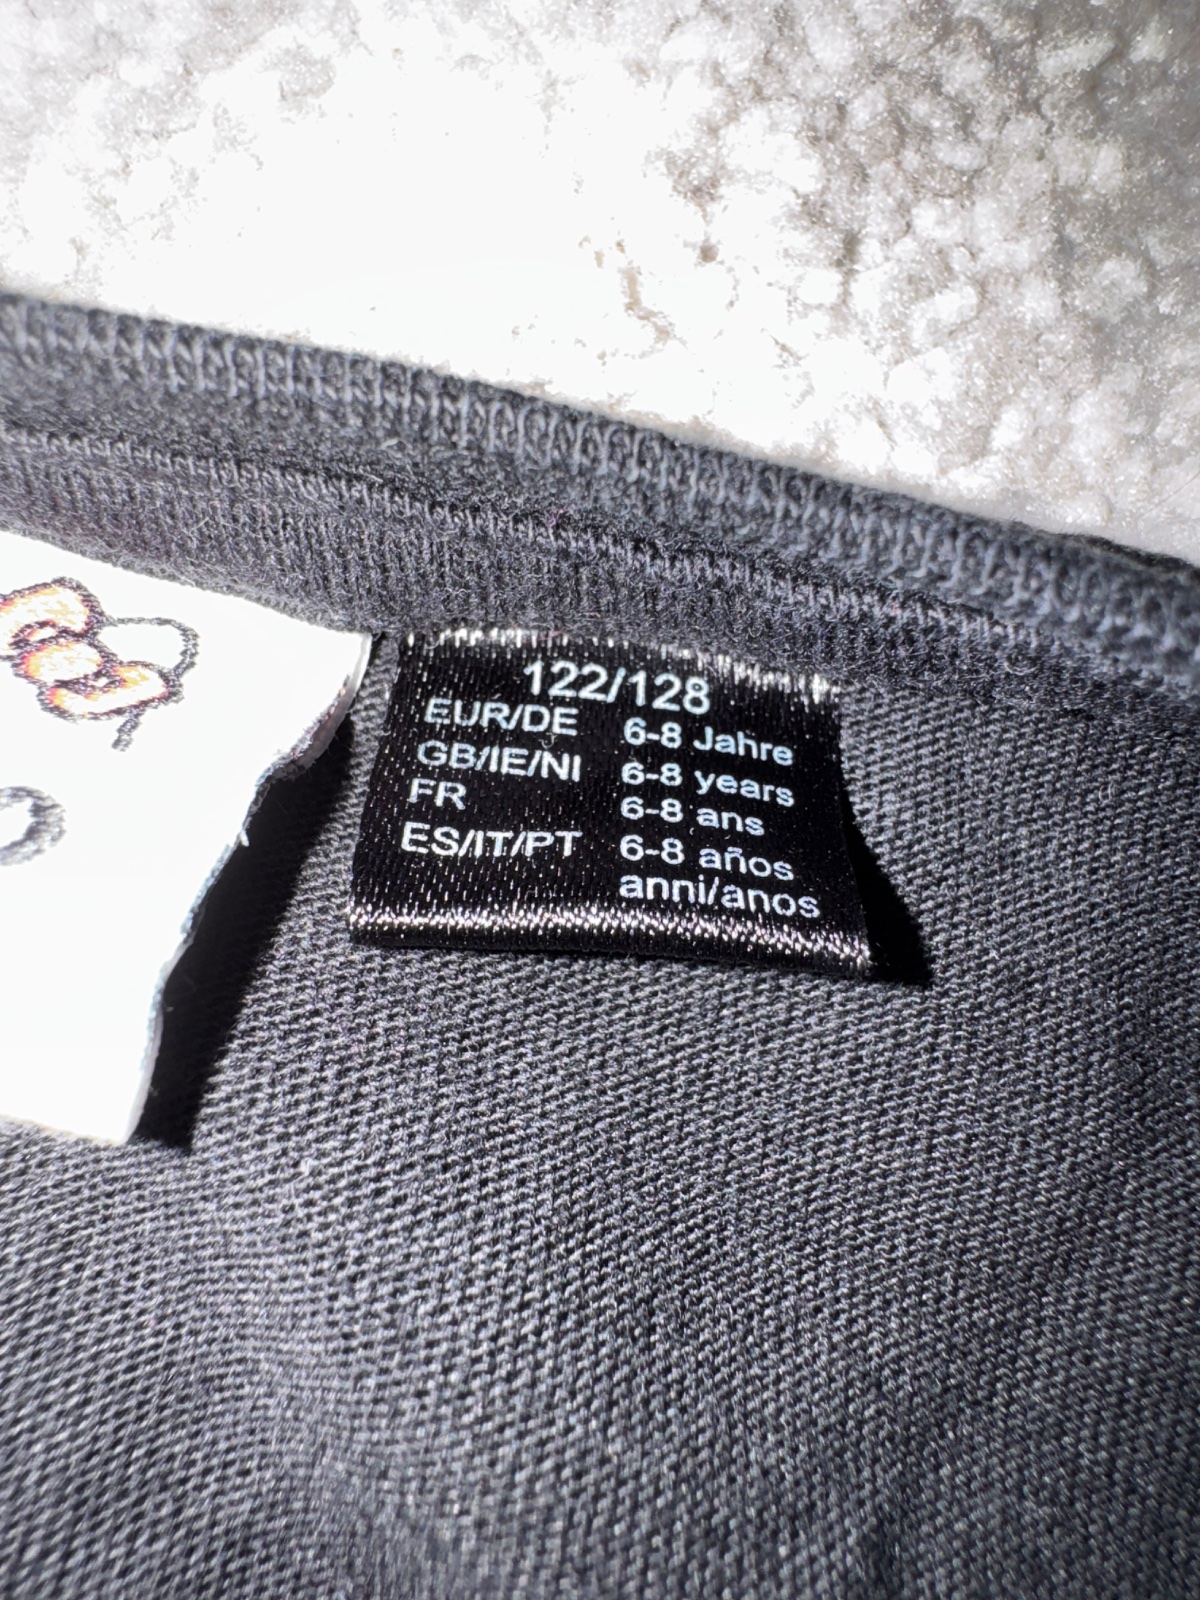 122/128
EUR/DE 6-8 Jahre
GB/IE/NI 6-8 years
FR 6-8 ans
ES/IT/PT 6-8 años
anni/anos